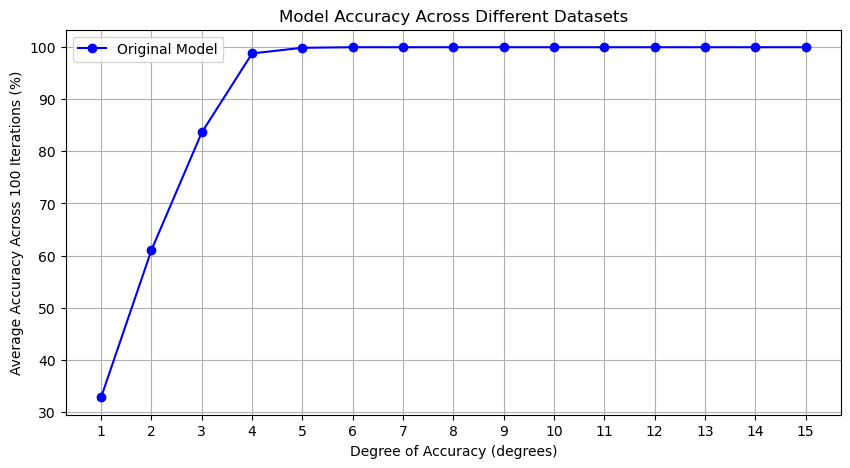 Model Accuracy Across Different Datasets
Original Model
Average Accuracy Across 100 Iterations (%)
100
90
80
70
60
50
40
30
1 2 3 4 5 6 7 8 9 10 11 12 13 14 15
Degree of Accuracy (degrees)